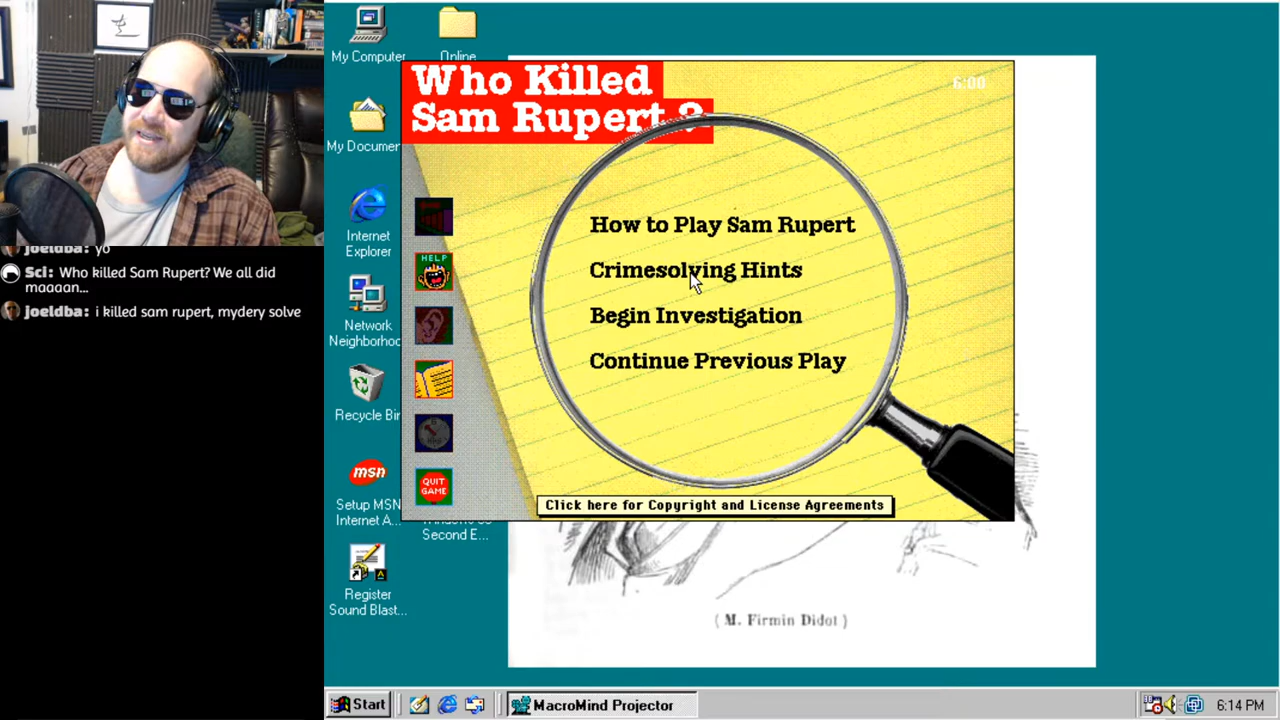 My Computer
Online
My Documen
Internet
Explorer
Network
Neighborhoo
Recycle Bin
msn
Setup MSN
Internet A...
Second E...
Register
Sound Blast...
Who Killed
Sam Rupert ?
6:00
How to Play Sam Rupert
Crimesolving Hints
Begin Investigation
Continue Previous Play
HELP
QUIT
GAME
Click here for Copyright and License Agreements
( M. Firmin Didot )
joeldba: yo
Sci: Who killed Sam Rupert? We all did
maaaan...
joeldba: i killed sam rupert, mydery solve
Start
MacroMind Projector
6:14 PM